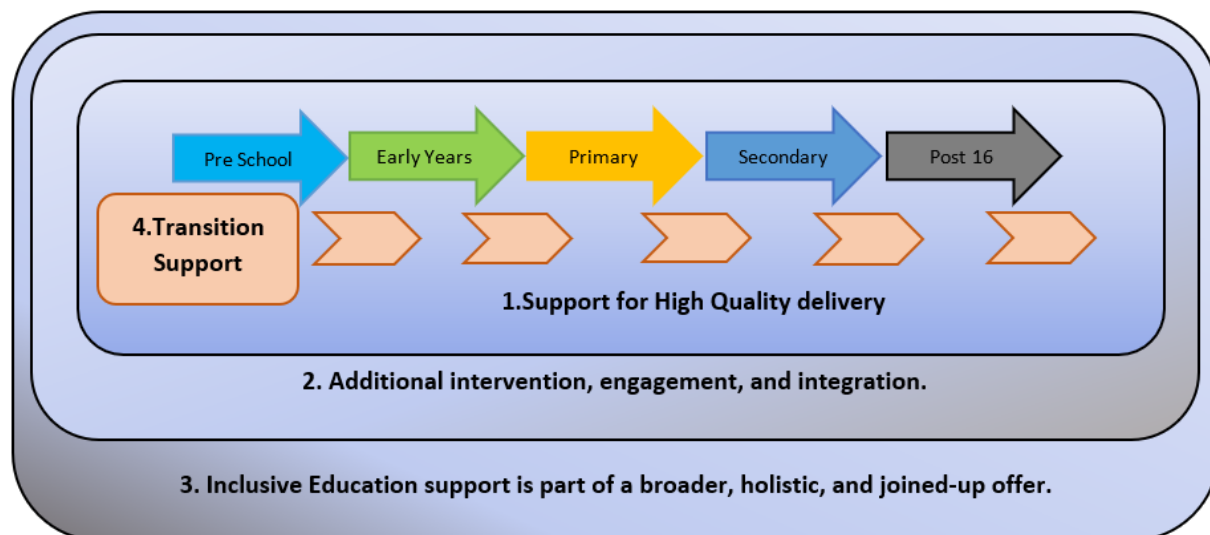 Pre School
Early Years
Primary
Secondary
Post 16
4.Transition
Support
1.Support for High Quality delivery
2. Additional intervention, engagement, and integration.
3. Inclusive Education support is part of a broader, holistic, and joined-up offer.